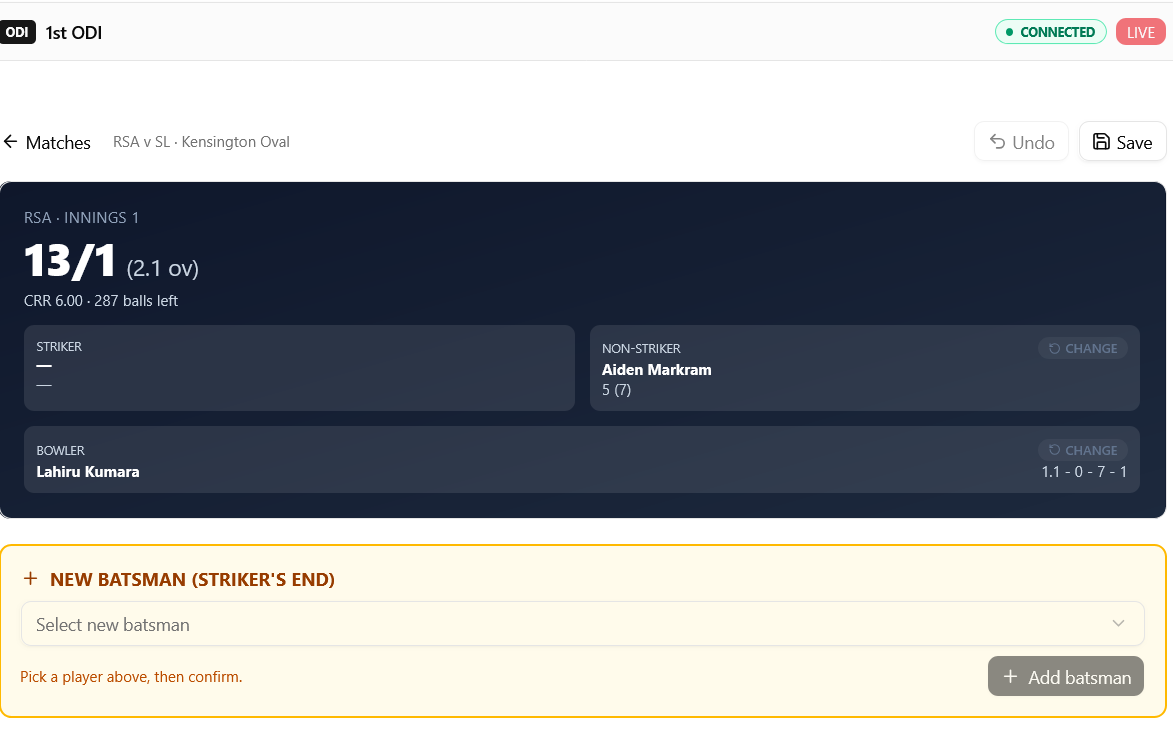 ODI 1st ODI CONNECTED LIVE
Matches RSA v SL · Kensington Oval Undo Save
RSA · INNINGS 1
13/1 (2.1 ov)
CRR 6.00 · 287 balls left
STRIKER
—
—
NON-STRIKER CHANGE
Aiden Markram
5 (7)
BOWLER CHANGE
Lahiru Kumara 1.1 - 0 - 7 - 1
+ NEW BATSMAN (STRIKER'S END)
Select new batsman
Pick a player above, then confirm. + Add batsman